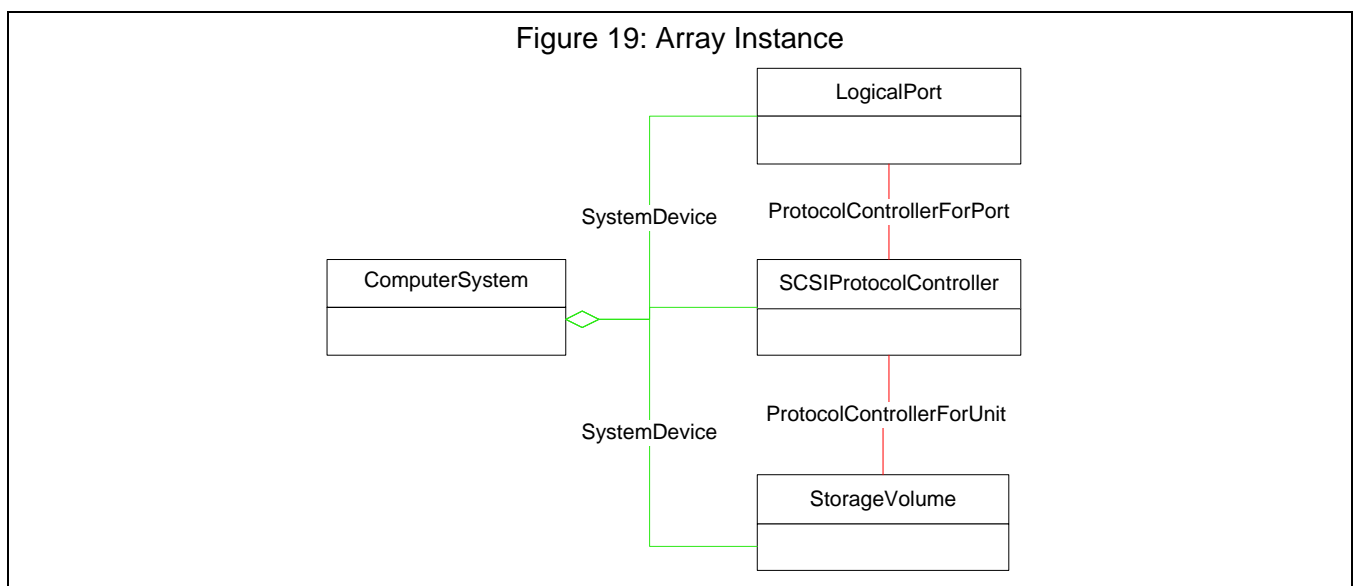 Figure 19: Array Instance
LogicalPort
SystemDevice
ProtocolControllerForPort
ComputerSystem
SCSIProtocolController
SystemDevice
ProtocolControllerForUnit
StorageVolume